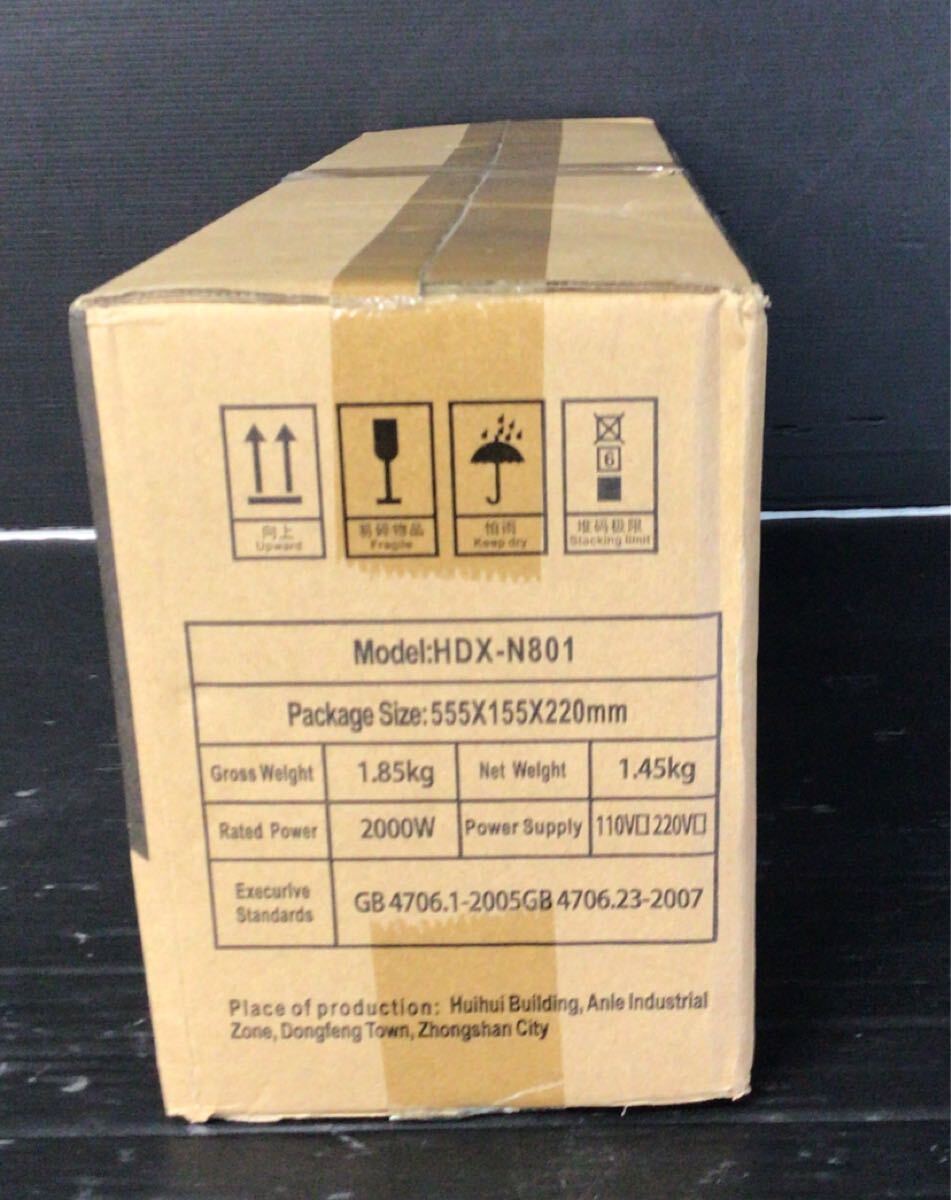 向上
Upward
易碎物品
Fragile
怕雨
Keep dry
6
堆码极限
Stacking limit
Model:HDX-N801
Package Size:555X155X220mm
Gross Weight 1.85kg Net Weight 1.45kg
Rated Power 2000W Power Supply 110V☐ 220V☐
Execurive
Standards
GB 4706.1-2005GB 4706.23-2007
Place of production: Huihui Building, Anle Industrial
Zone, Dongfeng Town, Zhongshan City